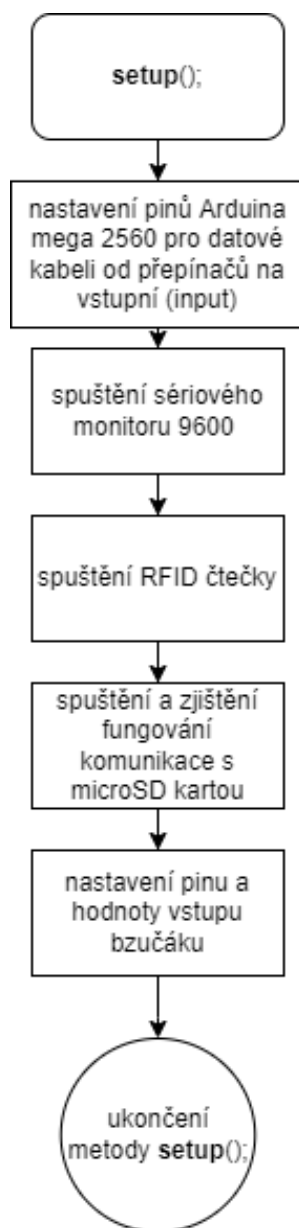 setup();
nastavení pinů Arduina
mega 2560 pro datové
kabeli od přepínačů na
vstupní (input)
spuštění sériového
monitoru 9600
spuštění RFID čtečky
spuštění a zjištění
fungování
komunikace s
microSD kartou
nastavení pinu a
hodnoty vstupu
bzučáku
ukončení
metody setup();